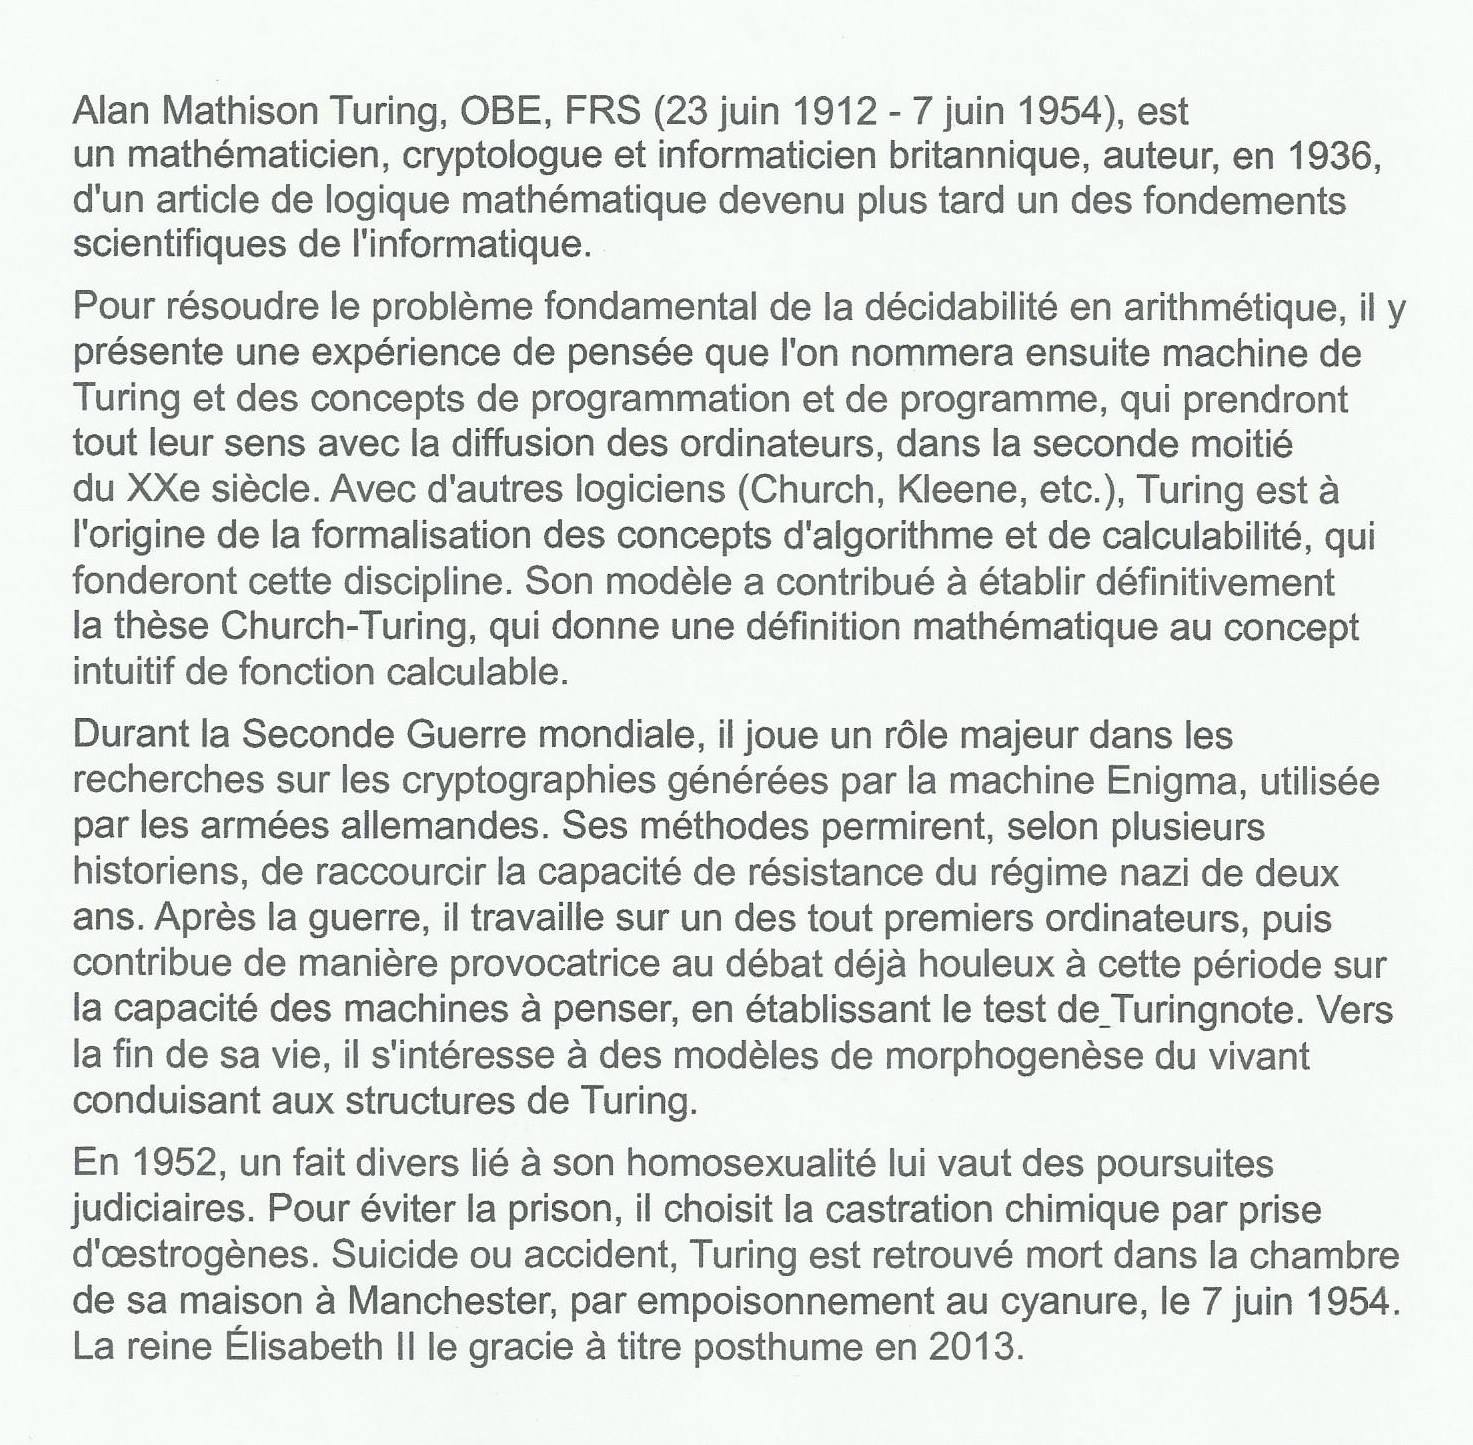 Alan Mathison Turing, OBE, FRS (23 juin 1912 - 7 juin 1954), est
un mathématicien, cryptologue et informaticien britannique, auteur, en 1936,
d'un article de logique mathématique devenu plus tard un des fondements
scientifiques de l'informatique.
Pour résoudre le problème fondamental de la décidabilité en arithmétique, il y
présente une expérience de pensée que l'on nommera ensuite machine de
Turing et des concepts de programmation et de programme, qui prendront
tout leur sens avec la diffusion des ordinateurs, dans la seconde moitié
du XXe siècle. Avec d'autres logiciens (Church, Kleene, etc.), Turing est à
l'origine de la formalisation des concepts d'algorithme et de calculabilité, qui
fonderont cette discipline. Son modèle a contribué à établir définitivement
la thèse Church-Turing, qui donne une définition mathématique au concept
intuitif de fonction calculable.
Durant la Seconde Guerre mondiale, il joue un rôle majeur dans les
recherches sur les cryptographies générées par la machine Enigma, utilisée
par les armées allemandes. Ses méthodes permirent, selon plusieurs
historiens, de raccourcir la capacité de résistance du régime nazi de deux
ans. Après la guerre, il travaille sur un des tout premiers ordinateurs, puis
contribue de manière provocatrice au débat déjà houleux à cette période sur
la capacité des machines à penser, en établissant le test de_Turingnote. Vers
la fin de sa vie, il s'intéresse à des modèles de morphogenèse du vivant
conduisant aux structures de Turing.
En 1952, un fait divers lié à son homosexualité lui vaut des poursuites
judiciaires. Pour éviter la prison, il choisit la castration chimique par prise
d'œstrogènes. Suicide ou accident, Turing est retrouvé mort dans la chambre
de sa maison à Manchester, par empoisonnement au cyanure, le 7 juin 1954.
La reine Élisabeth II le gracie à titre posthume en 2013.